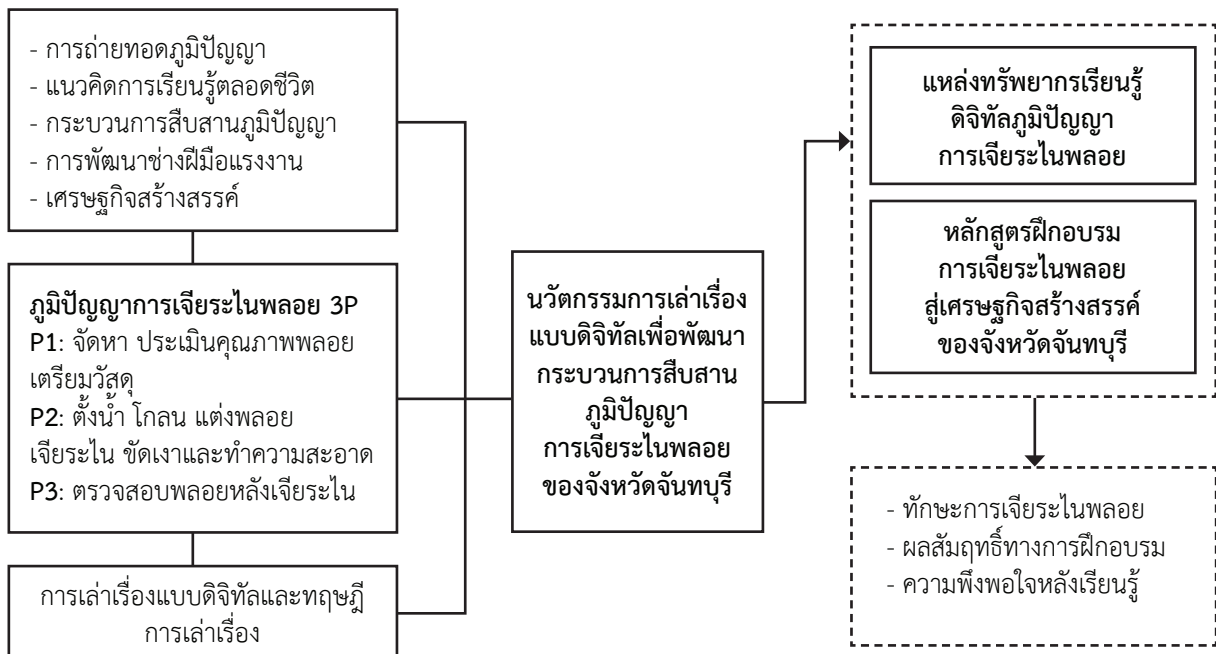 - การถ่ายทอดภูมิปัญญา
- แนวคิดการเรียนรู้ตลอดชีวิต
- กระบวนการสืบสานภูมิปัญญา
- การพัฒนาช่างฝีมือแรงงาน
- เศรษฐกิจสร้างสรรค์
ภูมิปัญญาการเจียระไนพลอย 3P
P1: จัดหา ประเมินคุณภาพพลอย
เตรียมวัสดุ
P2: ตั้งน้ำ โกลน แต่งพลอย
เจียระไน ขัดเงาและทำความสะอาด
P3: ตรวจสอบพลอยหลังเจียระไน
การเล่าเรื่องแบบดิจิทัลและทฤษฎี
การเล่าเรื่อง
นวัตกรรมการเล่าเรื่อง
แบบดิจิทัลเพื่อพัฒนา
กระบวนการสืบสาน
ภูมิปัญญา
การเจียระไนพลอย
ของจังหวัดจันทบุรี
แหล่งทรัพยากรเรียนรู้
ดิจิทัลภูมิปัญญา
การเจียระไนพลอย
หลักสูตรฝึกอบรม
การเจียระไนพลอย
สู่เศรษฐกิจสร้างสรรค์
ของจังหวัดจันทบุรี
- ทักษะการเจียระไนพลอย
- ผลสัมฤทธิ์ทางการฝึกอบรม
- ความพึงพอใจหลังเรียนรู้